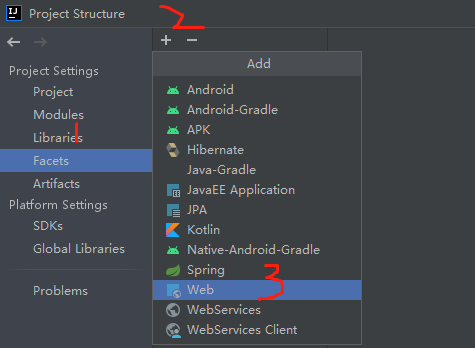 IJ Project Structure
2
+ −
Project Settings
Project
Modules
Libraries
1
Facets
Artifacts
Platform Settings
SDKs
Global Libraries
Problems
Add
Android
Android-Gradle
APK
Hibernate
Java-Gradle
JavaEE Application
JPA
Kotlin
Native-Android-Gradle
Spring
Web
3
WebServices
WebServices Client